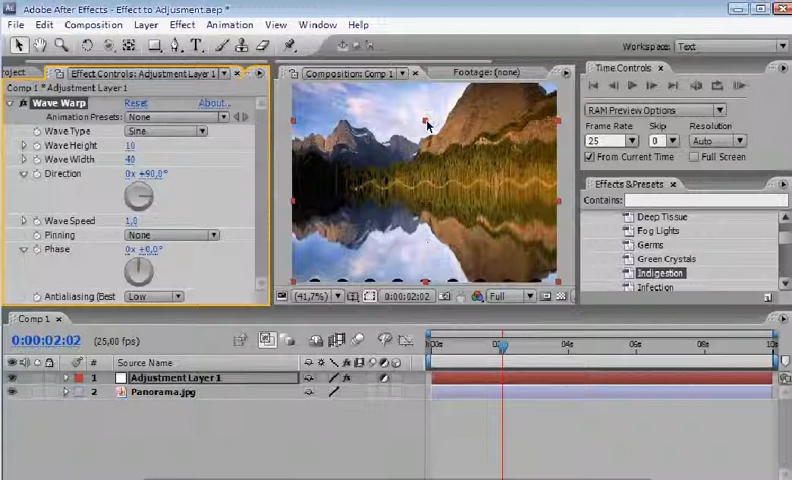 Adobe After Effects - Effect to Adjusment.aep *
File Edit Composition Layer Effect Animation View Window Help
Workspace: Text
roject Effect Controls: Adjustment Layer 1
Composition: Comp 1
Footage: (none)
Time Controls
Comp 1 * Adjustment Layer 1
fx Wave Warp Reset About...
Animation Presets: None
Wave Type Sine
Wave Height 10
Wave Width 40
Direction 0x +90,0°
Wave Speed 1,0
Pinning None
Phase 0x +0,0°
Antialiasing (Best Low
(41,7%) 0:00:02:02 Full
RAM Preview Options
Frame Rate Skip Resolution
25 0 Auto
From Current Time Full Screen
Effects & Presets
Contains:
Deep Tissue
Fog Lights
Germs
Green Crystals
Indigestion
Infection
Comp 1
0:00:02:02 (25,00 fps)
# Source Name
04s 06s 08s
1 Adjustment Layer 1
2 Panorama.jpg